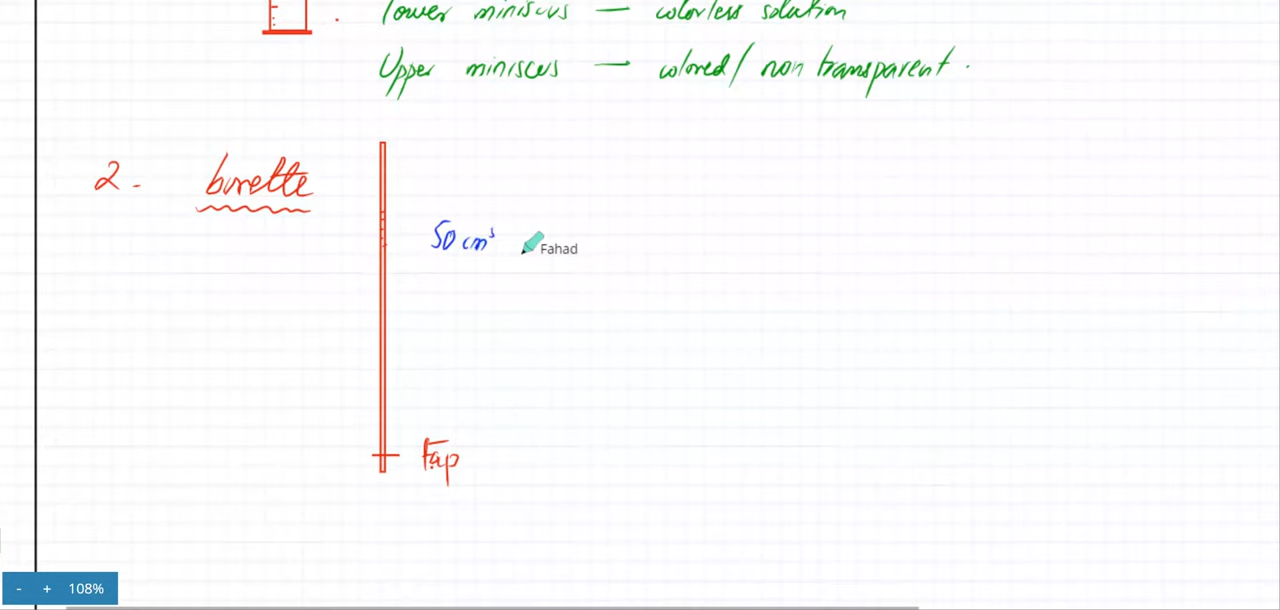 lower miniscus — colorless solution
Upper miniscus — colored / non transparent.
2. burette
50 cm³
Fahad
Tap
- + 108%